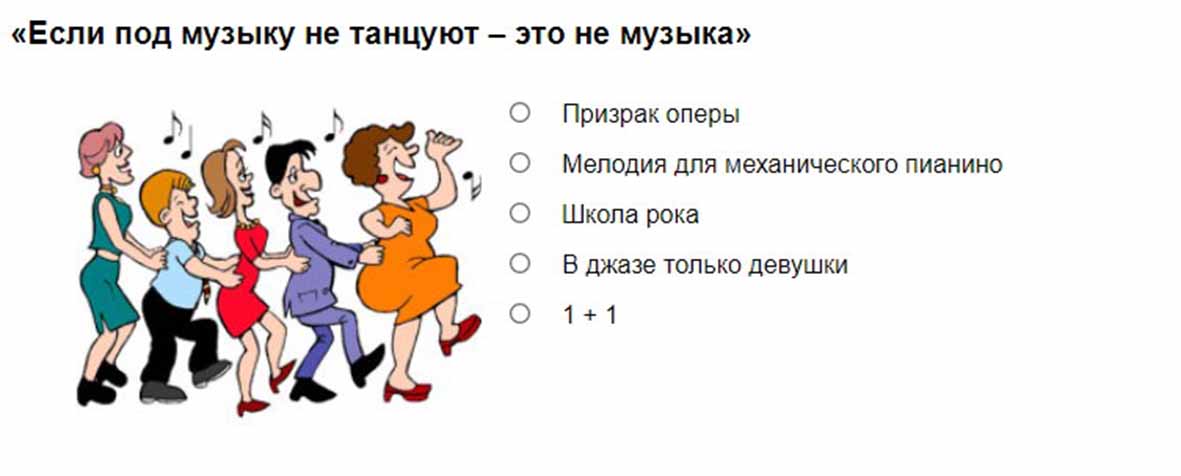 «Если под музыку не танцуют – это не музыка»
Призрак оперы
Мелодия для механического пианино
Школа рока
В джазе только девушки
1 + 1